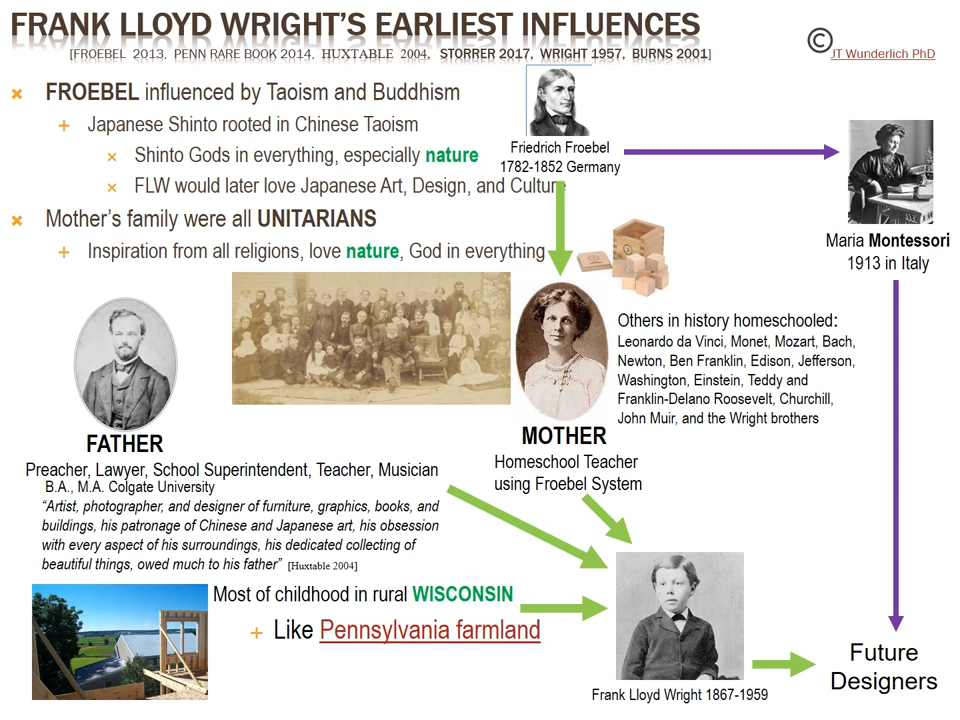 FRANK LLOYD WRIGHT'S EARLIEST INFLUENCES
[FROEBEL 2013, PENN RARE BOOK 2014, HUXTABLE 2004, STORRER 2017, WRIGHT 1957, BURNS 2001]
© JT Wunderlich PhD
FROEBEL influenced by Taoism and Buddhism
Japanese Shinto rooted in Chinese Taoism
Shinto Gods in everything, especially nature
FLW would later love Japanese Art, Design, and Culture
Friedrich Froebel
1782-1852 Germany
Mother's family were all UNITARIANS
Inspiration from all religions, love nature, God in everything
Maria Montessori
1913 in Italy
Others in history homeschooled:
Leonardo da Vinci, Monet, Mozart, Bach,
Newton, Ben Franklin, Edison, Jefferson,
Washington, Einstein, Teddy and
Franklin-Delano Roosevelt, Churchill,
John Muir, and the Wright brothers
FATHER
Preacher, Lawyer, School Superintendent, Teacher, Musician
B.A., M.A. Colgate University
"Artist, photographer, and designer of furniture, graphics, books, and
buildings, his patronage of Chinese and Japanese art, his obsession
with every aspect of his surroundings, his dedicated collecting of
beautiful things, owed much to his father" [Huxtable 2004]
MOTHER
Homeschool Teacher
using Froebel System
Most of childhood in rural WISCONSIN
Like Pennsylvania farmland
Frank Lloyd Wright 1867-1959
Future
Designers